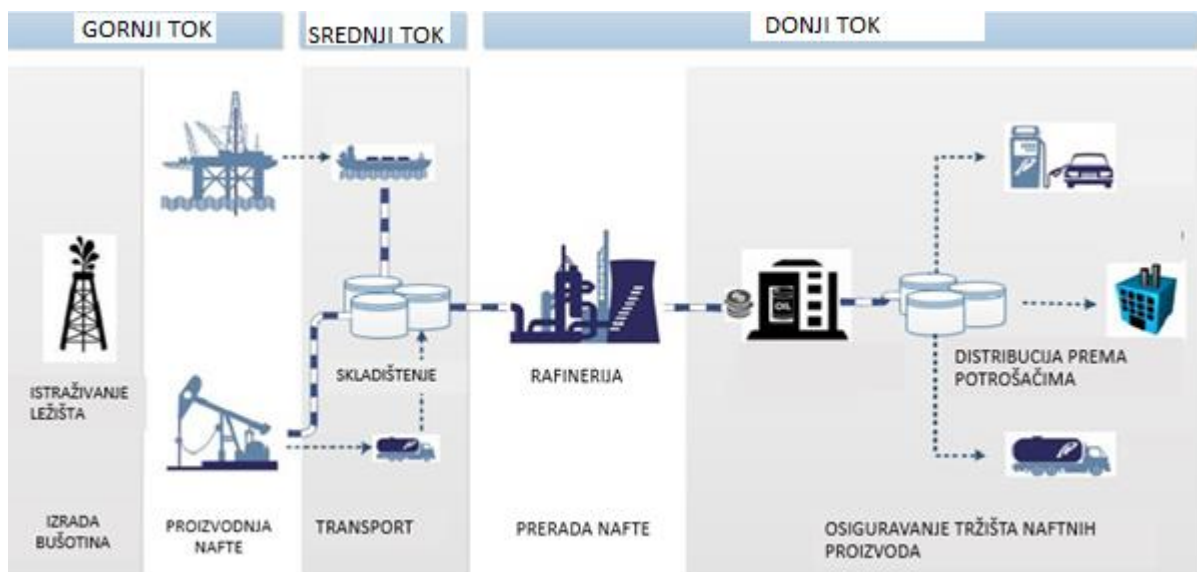 GORNJI TOK
SREDNJI TOK
DONJI TOK
ISTRAŽIVANJE
LEŽIŠTA
SKLADIŠTENJE
RAFINERIJA
OIL
DISTRIBUCIJA PREMA
POTROŠAČIMA
IZRADA
BUŠOTINA
PROIZVODNJA
NAFTE
TRANSPORT
PRERADA NAFTE
OSIGURAVANJE TRŽIŠTA NAFTNIH
PROIZVODA